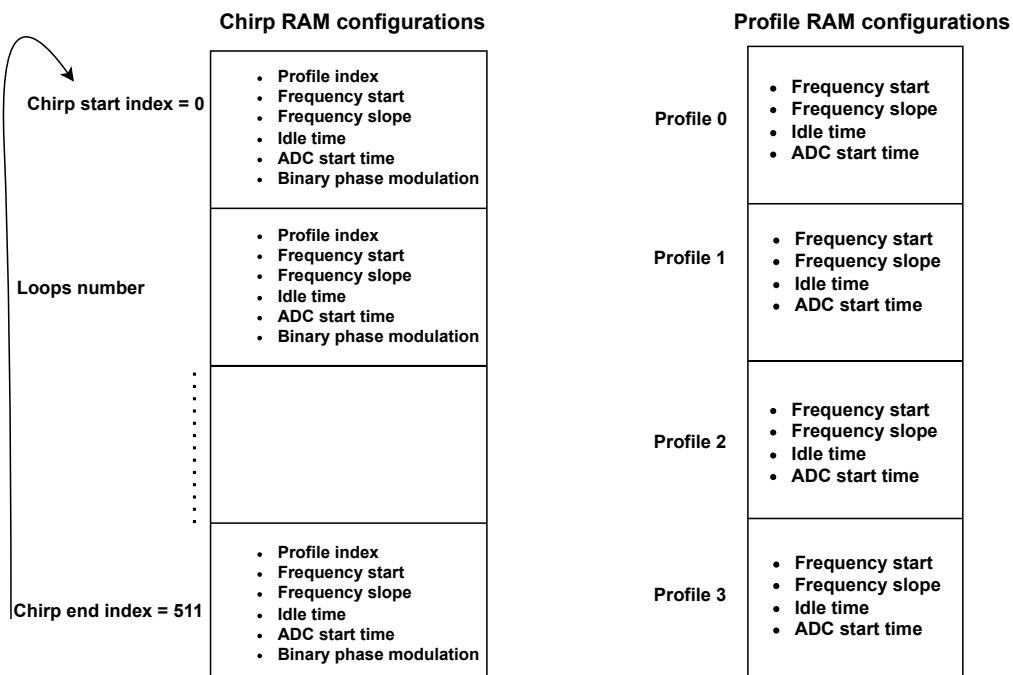 Chirp RAM configurations
Chirp start index = 0
• Profile index
• Frequency start
• Frequency slope
• Idle time
• ADC start time
• Binary phase modulation
• Profile index
• Frequency start
• Frequency slope
• Idle time
• ADC start time
• Binary phase modulation
Loops number
Chirp end index = 511
• Profile index
• Frequency start
• Frequency slope
• Idle time
• ADC start time
• Binary phase modulation
Profile RAM configurations
Profile 0
• Frequency start
• Frequency slope
• Idle time
• ADC start time
Profile 1
• Frequency start
• Frequency slope
• Idle time
• ADC start time
Profile 2
• Frequency start
• Frequency slope
• Idle time
• ADC start time
Profile 3
• Frequency start
• Frequency slope
• Idle time
• ADC start time